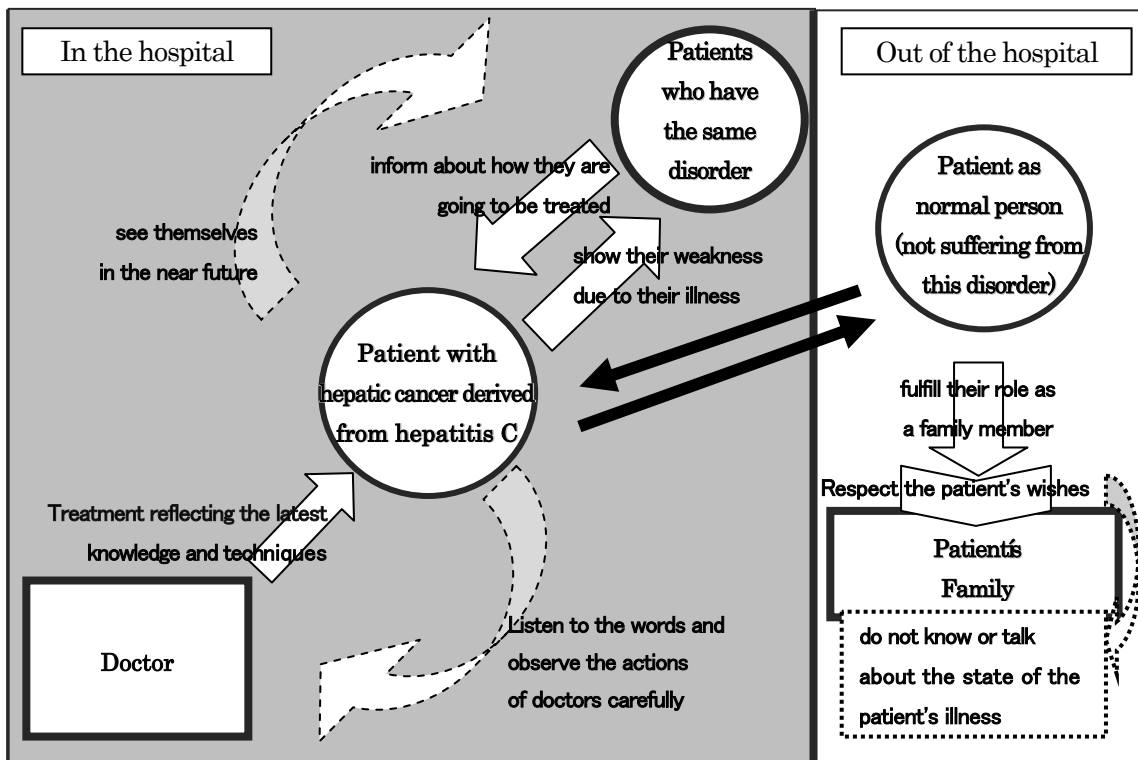 In the hospital
Patients
who have
the same
disorder
inform about how they are
going to be treated
see themselves
in the near future
show their weakness
due to their illness
Patient with
hepatic cancer derived
from hepatitis C
Treatment reflecting the latest
knowledge and techniques
Doctor
Listen to the words and
observe the actions
of doctors carefully
Out of the hospital
Patient as
normal person
(not suffering from
this disorder)
fulfill their role as
a family member
Respect the patient's wishes
Patientís
Family
do not know or talk
about the state of the
patient's illness